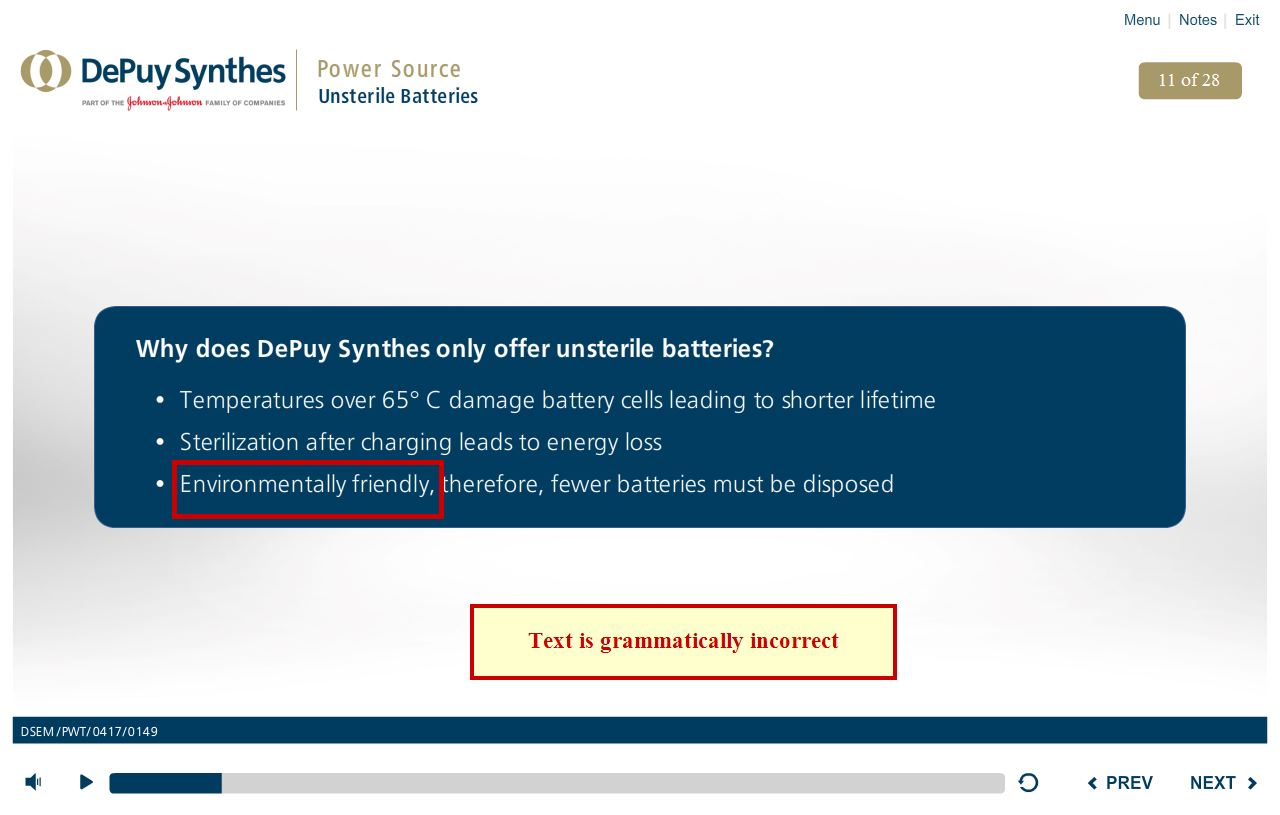 Menu | Notes | Exit
DePuy Synthes
PART OF THE Johnson & Johnson FAMILY OF COMPANIES
Power Source
Unsterile Batteries
11 of 28
Why does DePuy Synthes only offer unsterile batteries?
• Temperatures over 65° C damage battery cells leading to shorter lifetime
• Sterilization after charging leads to energy loss
• Environmentally friendly, therefore, fewer batteries must be disposed
Text is grammatically incorrect
DSEM/PWT/0417/0149
PREV
NEXT